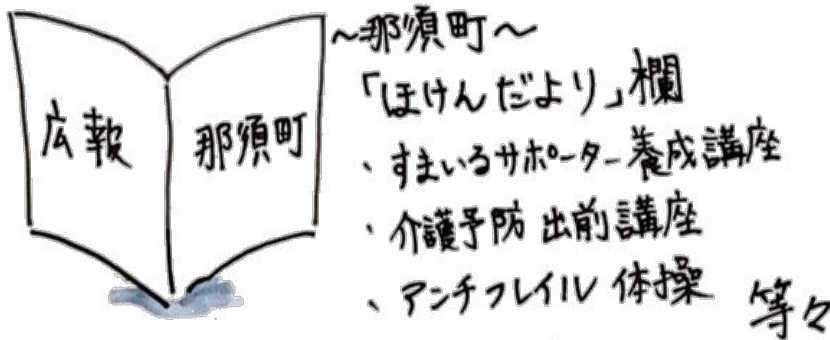 広報
那須町
～那須町～
「ほけんだより」欄
・すまいるサポーター養成講座
・介護予防出前講座
・アンチフレイル体操
等々